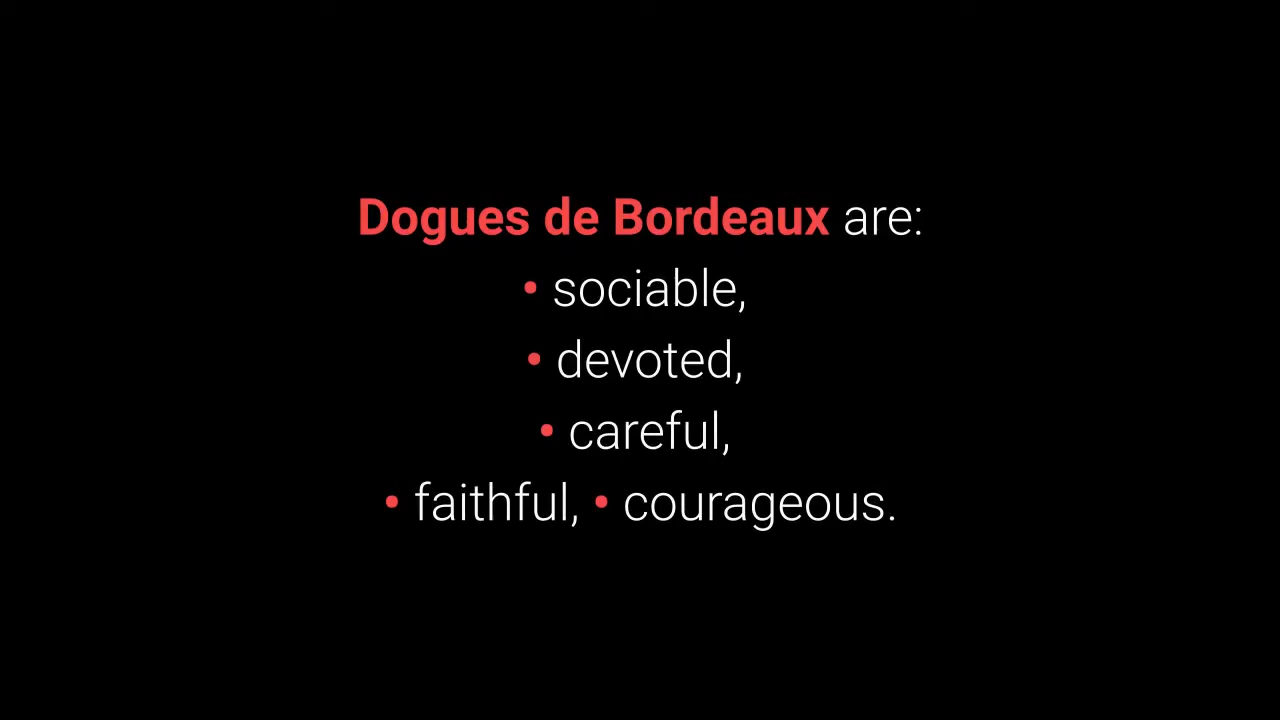 Dogues de Bordeaux are:
• sociable,
• devoted,
• careful,
• faithful, • courageous.